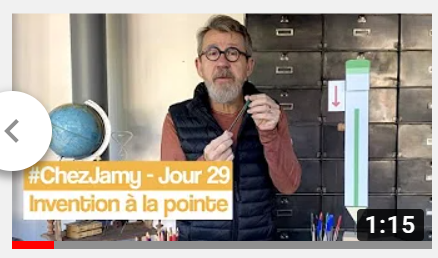 #ChezJamy - Jour 29
Invention à la pointe
1:15